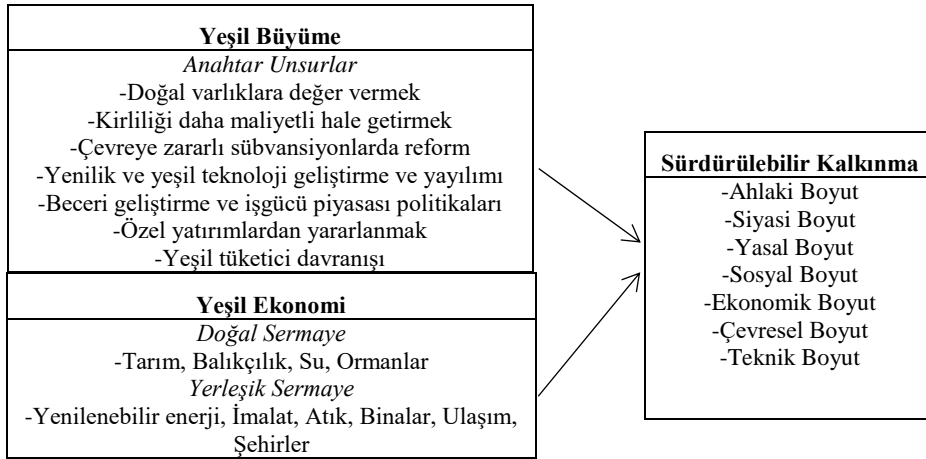 Yeşil Büyüme
Anahtar Unsurlar
-Doğal varlıklara değer vermek
-Kirliliği daha maliyetli hale getirmek
-Çevreye zararlı sübvansiyonlarda reform
-Yenilik ve yeşil teknoloji geliştirme ve yayılımı
-Beceri geliştirme ve işgücü piyasası politikaları
-Özel yatırımlardan yararlanmak
-Yeşil tüketici davranışı
Yeşil Ekonomi
Doğal Sermaye
-Tarım, Balıkçılık, Su, Ormanlar
Yerleşik Sermaye
-Yenilenebilir enerji, İmalat, Atık, Binalar, Ulaşım,
Şehirler
Sürdürülebilir Kalkınma
-Ahlaki Boyut
-Siyasi Boyut
-Yasal Boyut
-Sosyal Boyut
-Ekonomik Boyut
-Çevresel Boyut
-Teknik Boyut